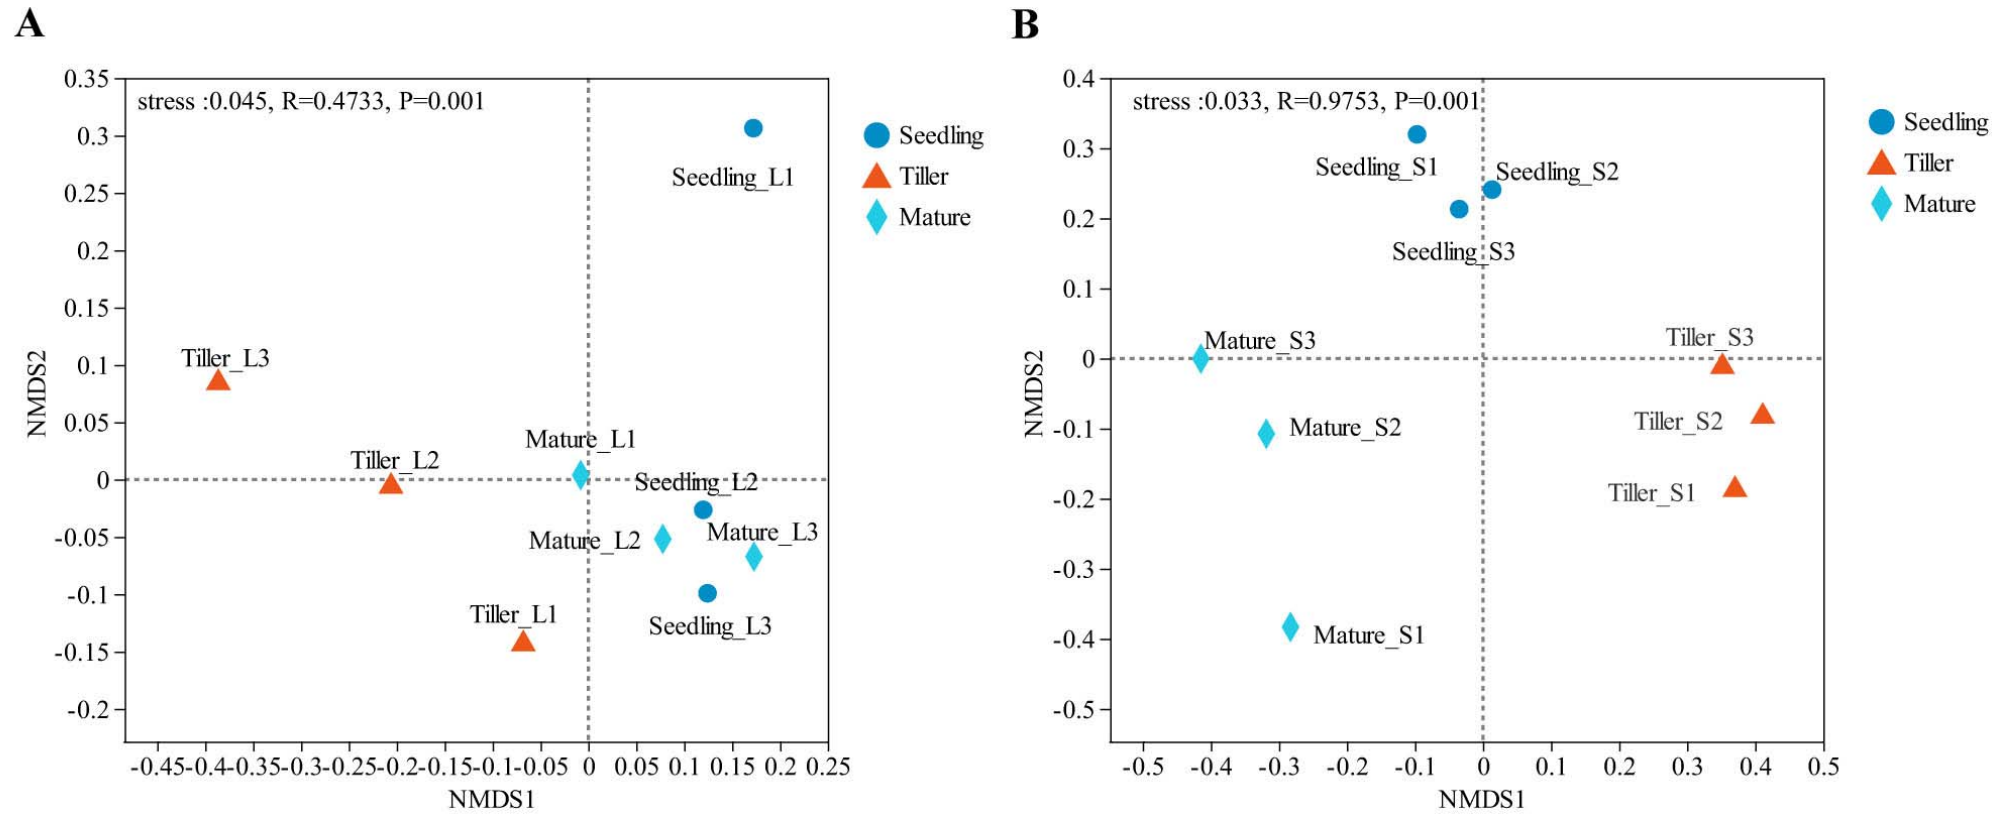 A
stress :0.045, R=0.4733, P=0.001
0.35
0.3
0.25
0.2
0.15
0.1
0.05
0
-0.05
-0.1
-0.15
-0.2
NMDS2
Seedling_L1
Tiller_L3
Tiller_L2
Mature_L1
Seedling_L2
Mature_L2
Mature_L3
Tiller_L1
Seedling_L3
-0.45 -0.4 -0.35 -0.3 -0.25 -0.2 -0.15 -0.1 -0.05 0 0.05 0.1 0.15 0.2 0.25
NMDS1
Seedling
Tiller
Mature
B
stress :0.033, R=0.9753, P=0.001
0.4
0.3
0.2
0.1
0
-0.1
-0.2
-0.3
-0.4
-0.5
NMDS2
Seedling_S1
Seedling_S2
Seedling_S3
Mature_S3
Tiller_S3
Mature_S2
Tiller_S2
Tiller_S1
Mature_S1
-0.5 -0.4 -0.3 -0.2 -0.1 0 0.1 0.2 0.3 0.4 0.5
NMDS1
Seedling
Tiller
Mature